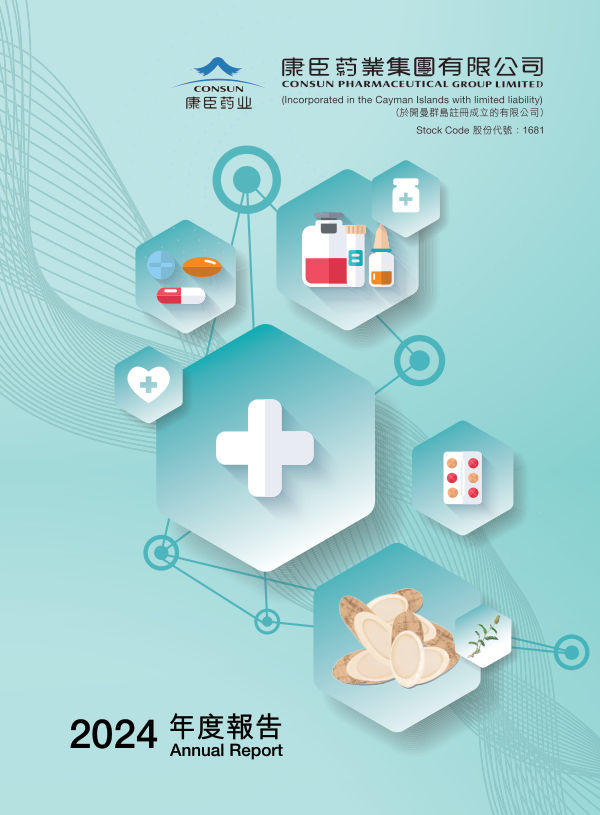 CONSUN
康臣药业
康臣葯業集團有限公司
CONSUN PHARMACEUTICAL GROUP LIMITED
(Incorporated in the Cayman Islands with limited liability)
(於開曼群島註冊成立的有限公司)
Stock Code 股份代號：1681
2024 年度報告
Annual Report